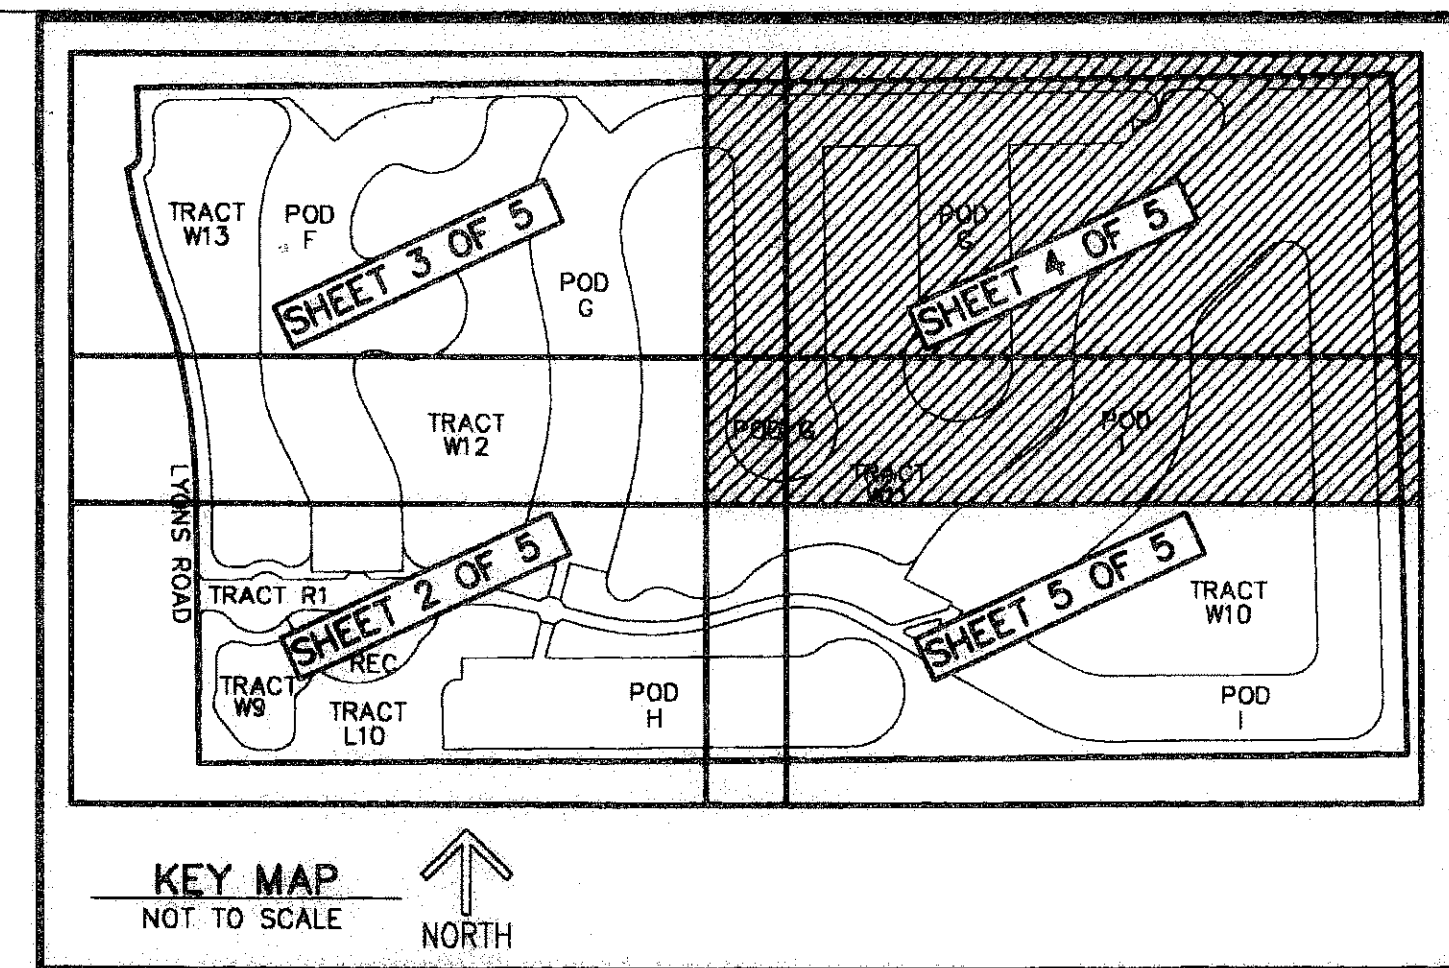 TRACT
W13
POD
F
SHEET 3 OF 5
POD
G
POD
G
SHEET 4 OF 5
TRACT
W12
POD G
POD
I
TRACT
LYONS ROAD
TRACT R1
SHEET 2 OF 5
REC
TRACT
W9
TRACT
L10
POD
H
SHEET 5 OF 5
TRACT
W10
POD
I
KEY MAP
NOT TO SCALE
NORTH